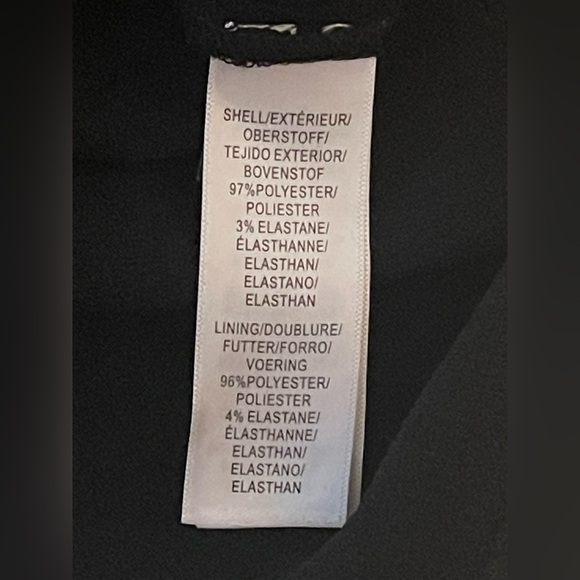 SHELL/EXTÉRIEUR/
OBERSTOFF/
TEJIDO EXTERIOR/
BOVENSTOF
97%POLYESTER/
POLIESTER
3% ELASTANE/
ÉLASTHANNE/
ELASTHAN/
ELASTANO/
ELASTHAN
LINING/DOUBLURE/
FUTTER/FORRO/
VOERING
96%POLYESTER/
POLIESTER
4% ELASTANE/
ÉLASTHANNE/
ELASTHAN/
ELASTANO/
ELASTHAN